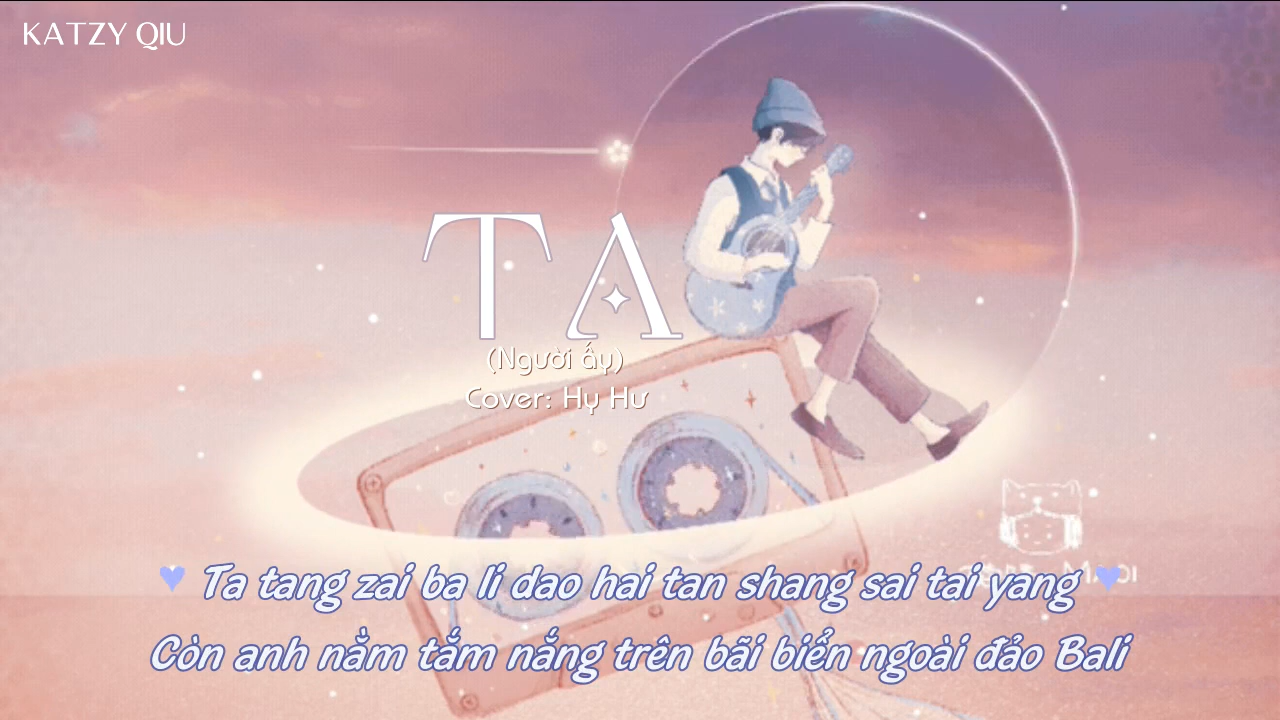 KATZY QIU
TA
(Người ấy)
Cover: Hy Hư
♥ Ta tang zai ba li dao hai tan shang sai tai yang ♥
Còn anh nằm tắm nắng trên bãi biển ngoài đảo Bali